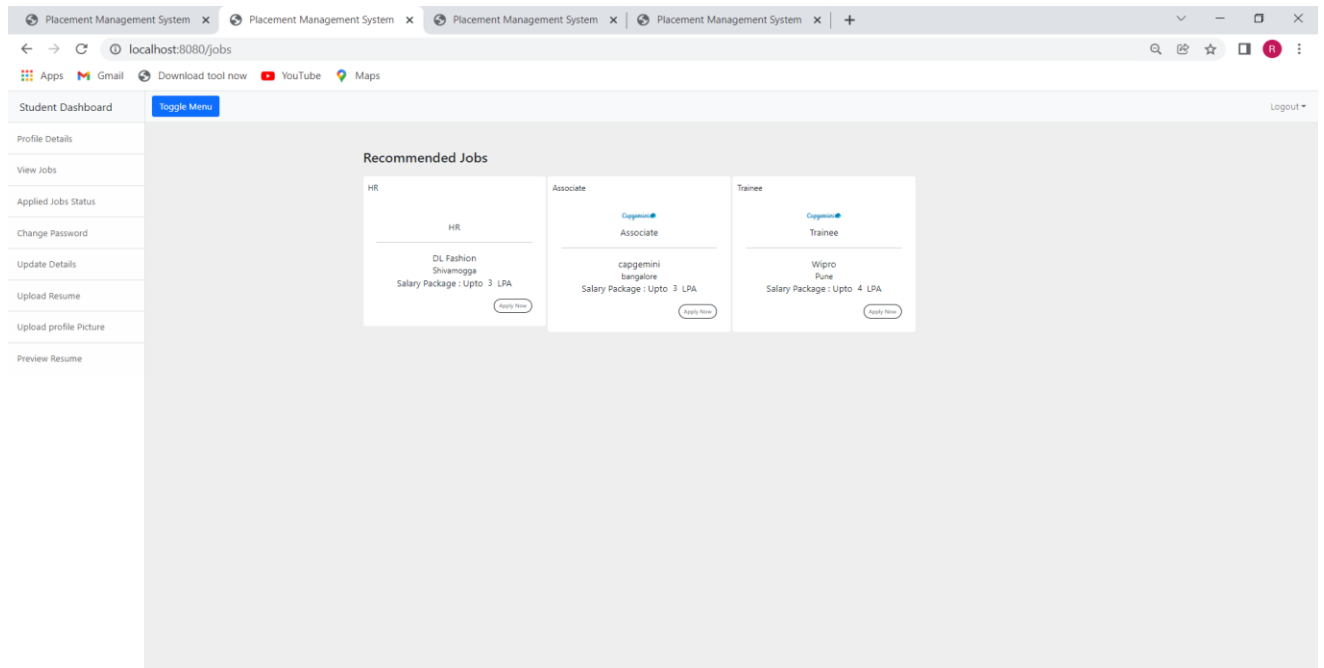 Placement Management System
Placement Management System
Placement Management System
Placement Management System
localhost:8080/jobs
R
Apps Gmail Download tool now YouTube Maps
Student Dashboard
Toggle Menu
Logout
Profile Details
View Jobs
Applied Jobs Status
Change Password
Update Details
Upload Resume
Upload profile Picture
Preview Resume
Recommended Jobs
HR
HR
DL Fashion
Shivamogga
Salary Package : Upto 3 LPA
Apply Now
Associate
Capgemini
Associate
capgemini
bangalore
Salary Package : Upto 3 LPA
Apply Now
Trainee
Capgemini
Trainee
Wipro
Pune
Salary Package : Upto 4 LPA
Apply Now